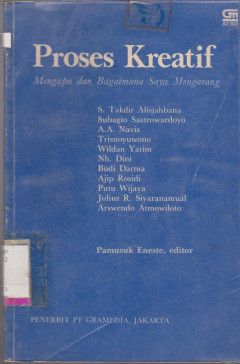 GM
Proses Kreatif
Mengapa dan Bagaimana Saya Mengarang
S. Takdir Alisjahbana
Subagio Sastrowardoyo
A.A. Navis
Trisnoyuwono
Wildan Yatim
Nh. Dini
Budi Darma
Ajip Rosidi
Putu Wijaya
Julius R. Siyaranamual
Arswendo Atmowiloto
Pamusuk Eneste, editor
PENERBIT PT GRAMEDIA, JAKARTA